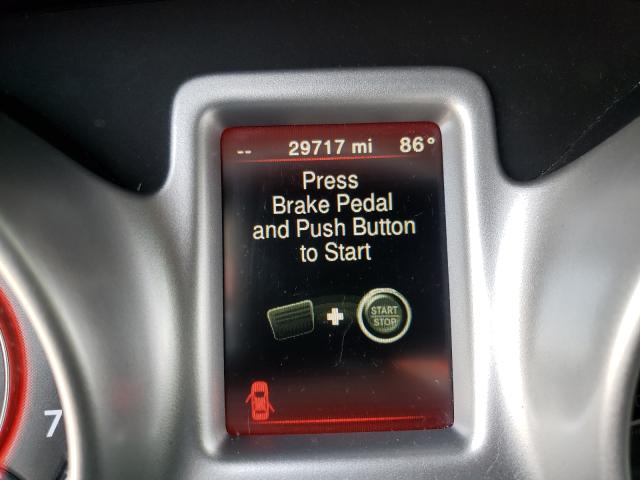 -- 29717 mi 86°
Press
Brake Pedal
and Push Button
to Start
START
STOP
7